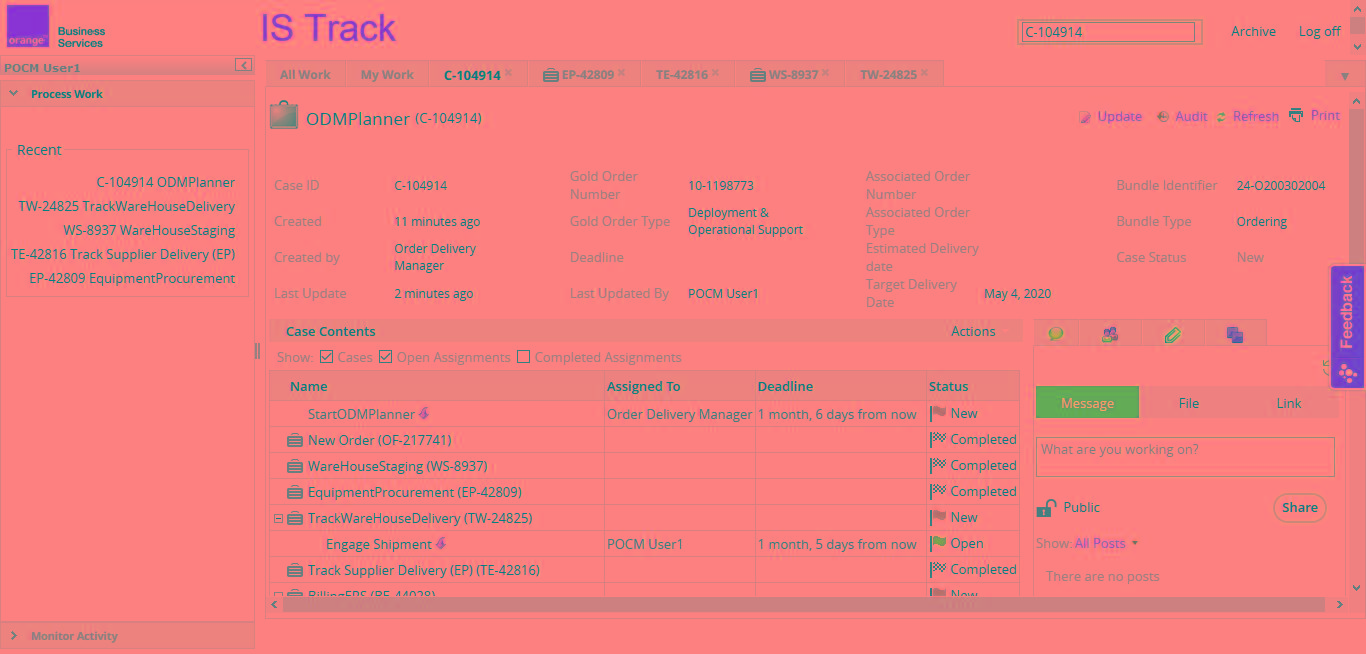 orange™
Business
Services
IS Track
C-104914
Archive
Log off
POCM User1
Process Work
Recent
C-104914 ODMPlanner
TW-24825 TrackWareHouseDelivery
WS-8937 WareHouseStaging
TE-42816 Track Supplier Delivery (EP)
EP-42809 EquipmentProcurement
Monitor Activity
All Work My Work C-104914 EP-42809 TE-42816 WS-8937 TW-24825
ODMPlanner (C-104914)
Update Audit Refresh Print
Case ID C-104914
Gold Order
Number
10-1198773
Associated Order
Number
Bundle Identifier 24-O200302004
Created 11 minutes ago
Gold Order Type
Deployment &
Operational Support
Associated Order
Type
Bundle Type Ordering
Created by
Order Delivery
Manager
Deadline
Estimated Delivery
date
Case Status New
Last Update 2 minutes ago
Last Updated By POCM User1
Target Delivery
Date
May 4, 2020
Case Contents Actions
Show: Cases Open Assignments Completed Assignments
Name Assigned To Deadline Status
StartODMPlanner Order Delivery Manager 1 month, 6 days from now New
New Order (OF-217741) Completed
WareHouseStaging (WS-8937) Completed
EquipmentProcurement (EP-42809) Completed
TrackWareHouseDelivery (TW-24825) New
Engage Shipment POCM User1 1 month, 5 days from now Open
Track Supplier Delivery (EP) (TE-42816) Completed
New
Message File Link
What are you working on?
Public Share
Show: All Posts
There are no posts
Feedback